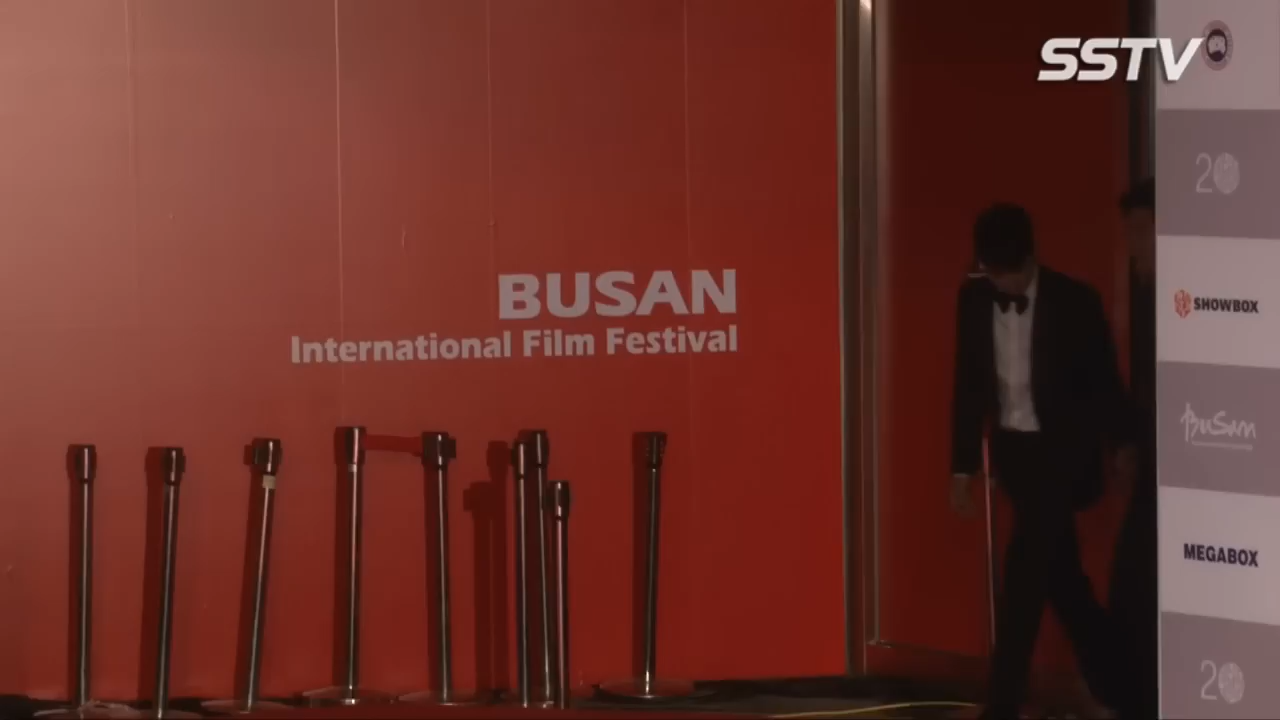 SSTV
BUSAN
International Film Festival
20
SHOWBOX
BuSan
MEGABOX
20